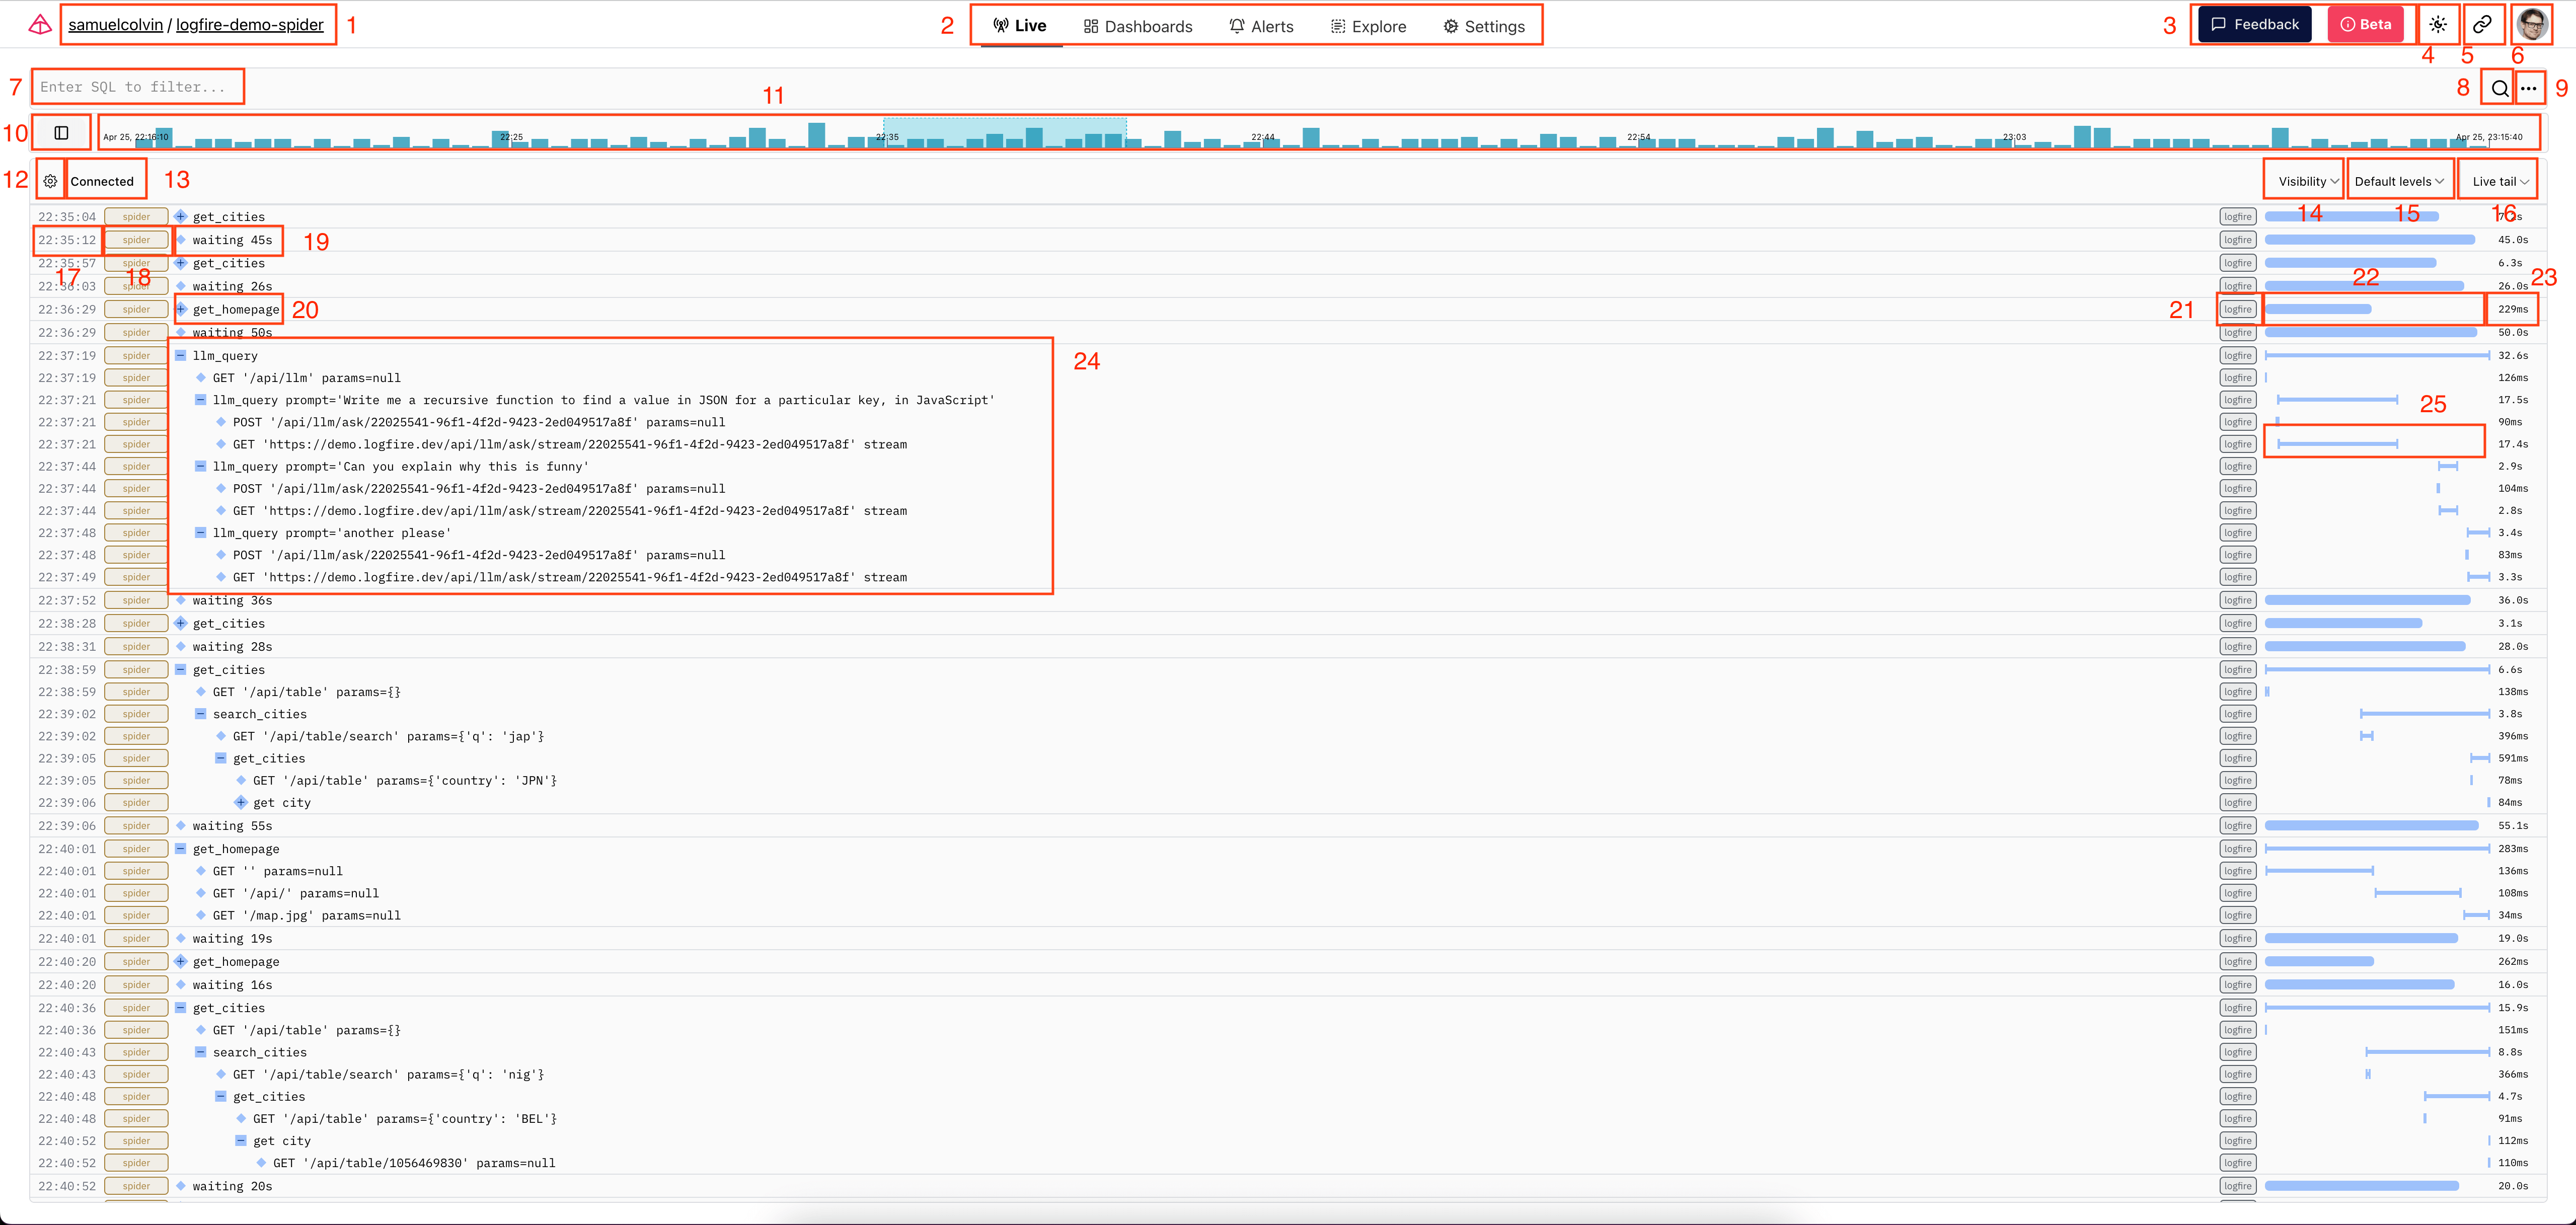 samuelcolvin / logfire-demo-spider 1 2 Live Dashboards Alerts Explore Settings 3 Feedback Beta
4 5 6
7 Enter SQL to filter... 8 9
11
10 Apr 25, 22:16:10 22:25 22:35 22:44 22:54 23:03 Apr 25, 23:15:40
12 Connected 13 Visibility Default levels Live tail
14 15 16
22:35:04 spider get_cities logfire
22:35:12 spider waiting 45s 19 logfire 45.0s
22:35:57 spider get_cities logfire 6.3s
17 18 22 23
22:36:03 spider waiting 26s logfire 26.0s
22:36:29 spider get_homepage 20 21 logfire 229ms
22:36:29 spider waiting 50s logfire 50.0s
22:37:19 spider llm_query 24 logfire 32.6s
22:37:19 spider GET '/api/llm' params=null logfire 126ms
22:37:21 spider llm_query prompt='Write me a recursive function to find a value in JSON for a particular key, in JavaScript' logfire 25 17.5s
22:37:21 spider POST '/api/llm/ask/22025541-96f1-4f2d-9423-2ed049517a8f' params=null logfire 90ms
22:37:21 spider GET 'https://demo.logfire.dev/api/llm/ask/stream/22025541-96f1-4f2d-9423-2ed049517a8f' stream logfire 17.4s
22:37:44 spider llm_query prompt='Can you explain why this is funny' logfire 2.9s
22:37:44 spider POST '/api/llm/ask/22025541-96f1-4f2d-9423-2ed049517a8f' params=null logfire 104ms
22:37:44 spider GET 'https://demo.logfire.dev/api/llm/ask/stream/22025541-96f1-4f2d-9423-2ed049517a8f' stream logfire 2.8s
22:37:48 spider llm_query prompt='another please' logfire 3.4s
22:37:48 spider POST '/api/llm/ask/22025541-96f1-4f2d-9423-2ed049517a8f' params=null logfire 83ms
22:37:49 spider GET 'https://demo.logfire.dev/api/llm/ask/stream/22025541-96f1-4f2d-9423-2ed049517a8f' stream logfire 3.3s
22:37:52 spider waiting 36s logfire 36.0s
22:38:28 spider get_cities logfire 3.1s
22:38:31 spider waiting 28s logfire 28.0s
22:38:59 spider get_cities logfire 6.6s
22:38:59 spider GET '/api/table' params={} logfire 138ms
22:39:02 spider search_cities logfire 3.8s
22:39:02 spider GET '/api/table/search' params={'q': 'jap'} logfire 396ms
22:39:05 spider get_cities logfire 591ms
22:39:05 spider GET '/api/table' params={'country': 'JPN'} logfire 78ms
22:39:06 spider get city logfire 84ms
22:39:06 spider waiting 55s logfire 55.1s
22:40:01 spider get_homepage logfire 283ms
22:40:01 spider GET '' params=null logfire 136ms
22:40:01 spider GET '/api/' params=null logfire 108ms
22:40:01 spider GET '/map.jpg' params=null logfire 34ms
22:40:01 spider waiting 19s logfire 19.0s
22:40:20 spider get_homepage logfire 262ms
22:40:20 spider waiting 16s logfire 16.0s
22:40:36 spider get_cities logfire 15.9s
22:40:36 spider GET '/api/table' params={} logfire 151ms
22:40:43 spider search_cities logfire 8.8s
22:40:43 spider GET '/api/table/search' params={'q': 'nig'} logfire 366ms
22:40:48 spider get_cities logfire 4.7s
22:40:48 spider GET '/api/table' params={'country': 'BEL'} logfire 91ms
22:40:52 spider get city logfire 112ms
22:40:52 spider GET '/api/table/1056469830' params=null logfire 110ms
22:40:52 spider waiting 20s logfire 20.0s